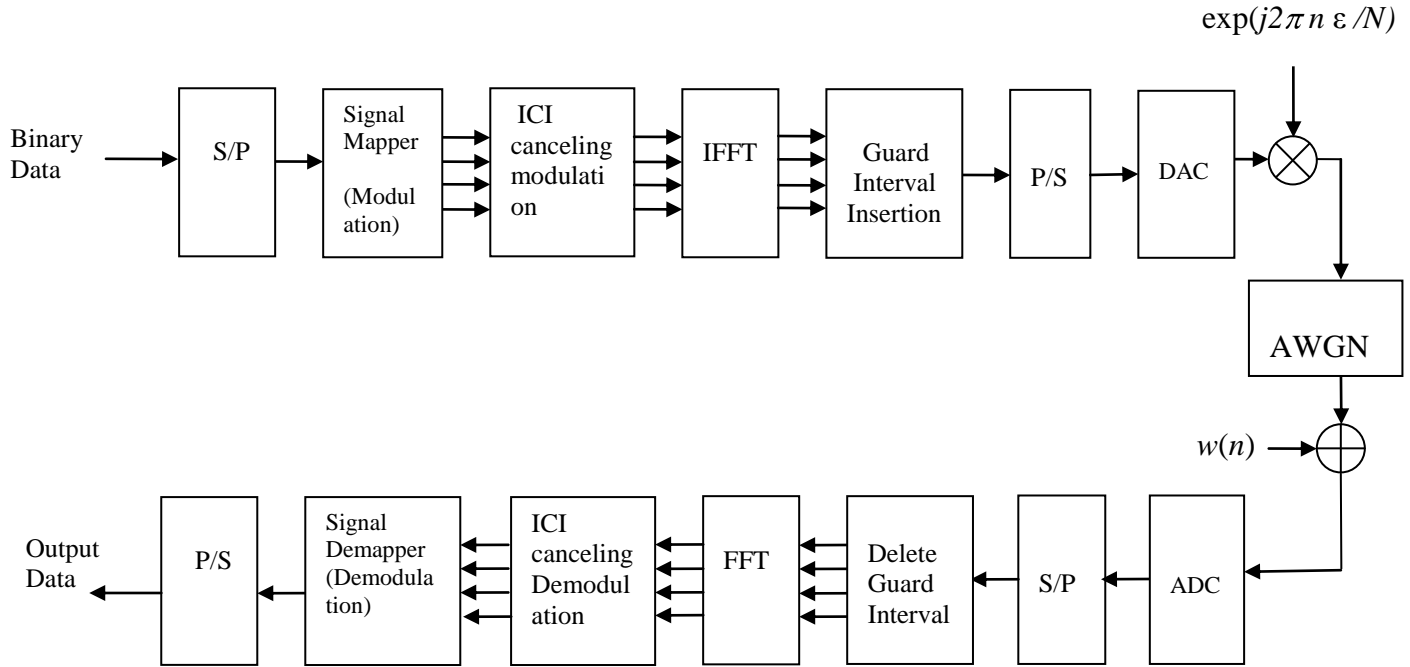 exp(j2π n ε /N)
Binary
Data
S/P
Signal
Mapper
(Modul
ation)
ICI
canceling
modulati
on
IFFT
Guard
Interval
Insertion
P/S
DAC
AWGN
w(n)
Output
Data
P/S
Signal
Demapper
(Demodula
tion)
ICI
canceling
Demodul
ation
FFT
Delete
Guard
Interval
S/P
ADC